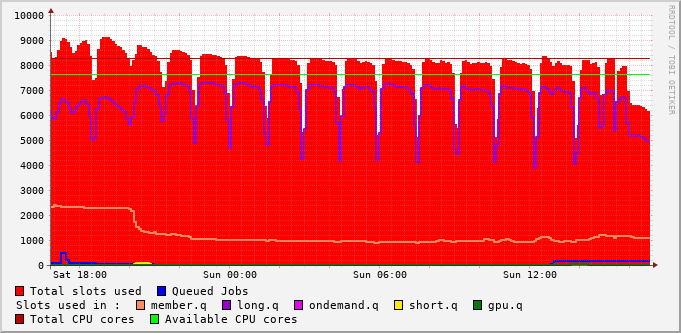 10000
9000
8000
7000
6000
5000
4000
3000
2000
1000
0
Sat 18:00 Sun 00:00 Sun 06:00 Sun 12:00
Total slots used Queued Jobs
Slots used in : member.q long.q ondemand.q short.q gpu.q
Total CPU cores Available CPU cores
RRDTOOL / TOBI OETIKER